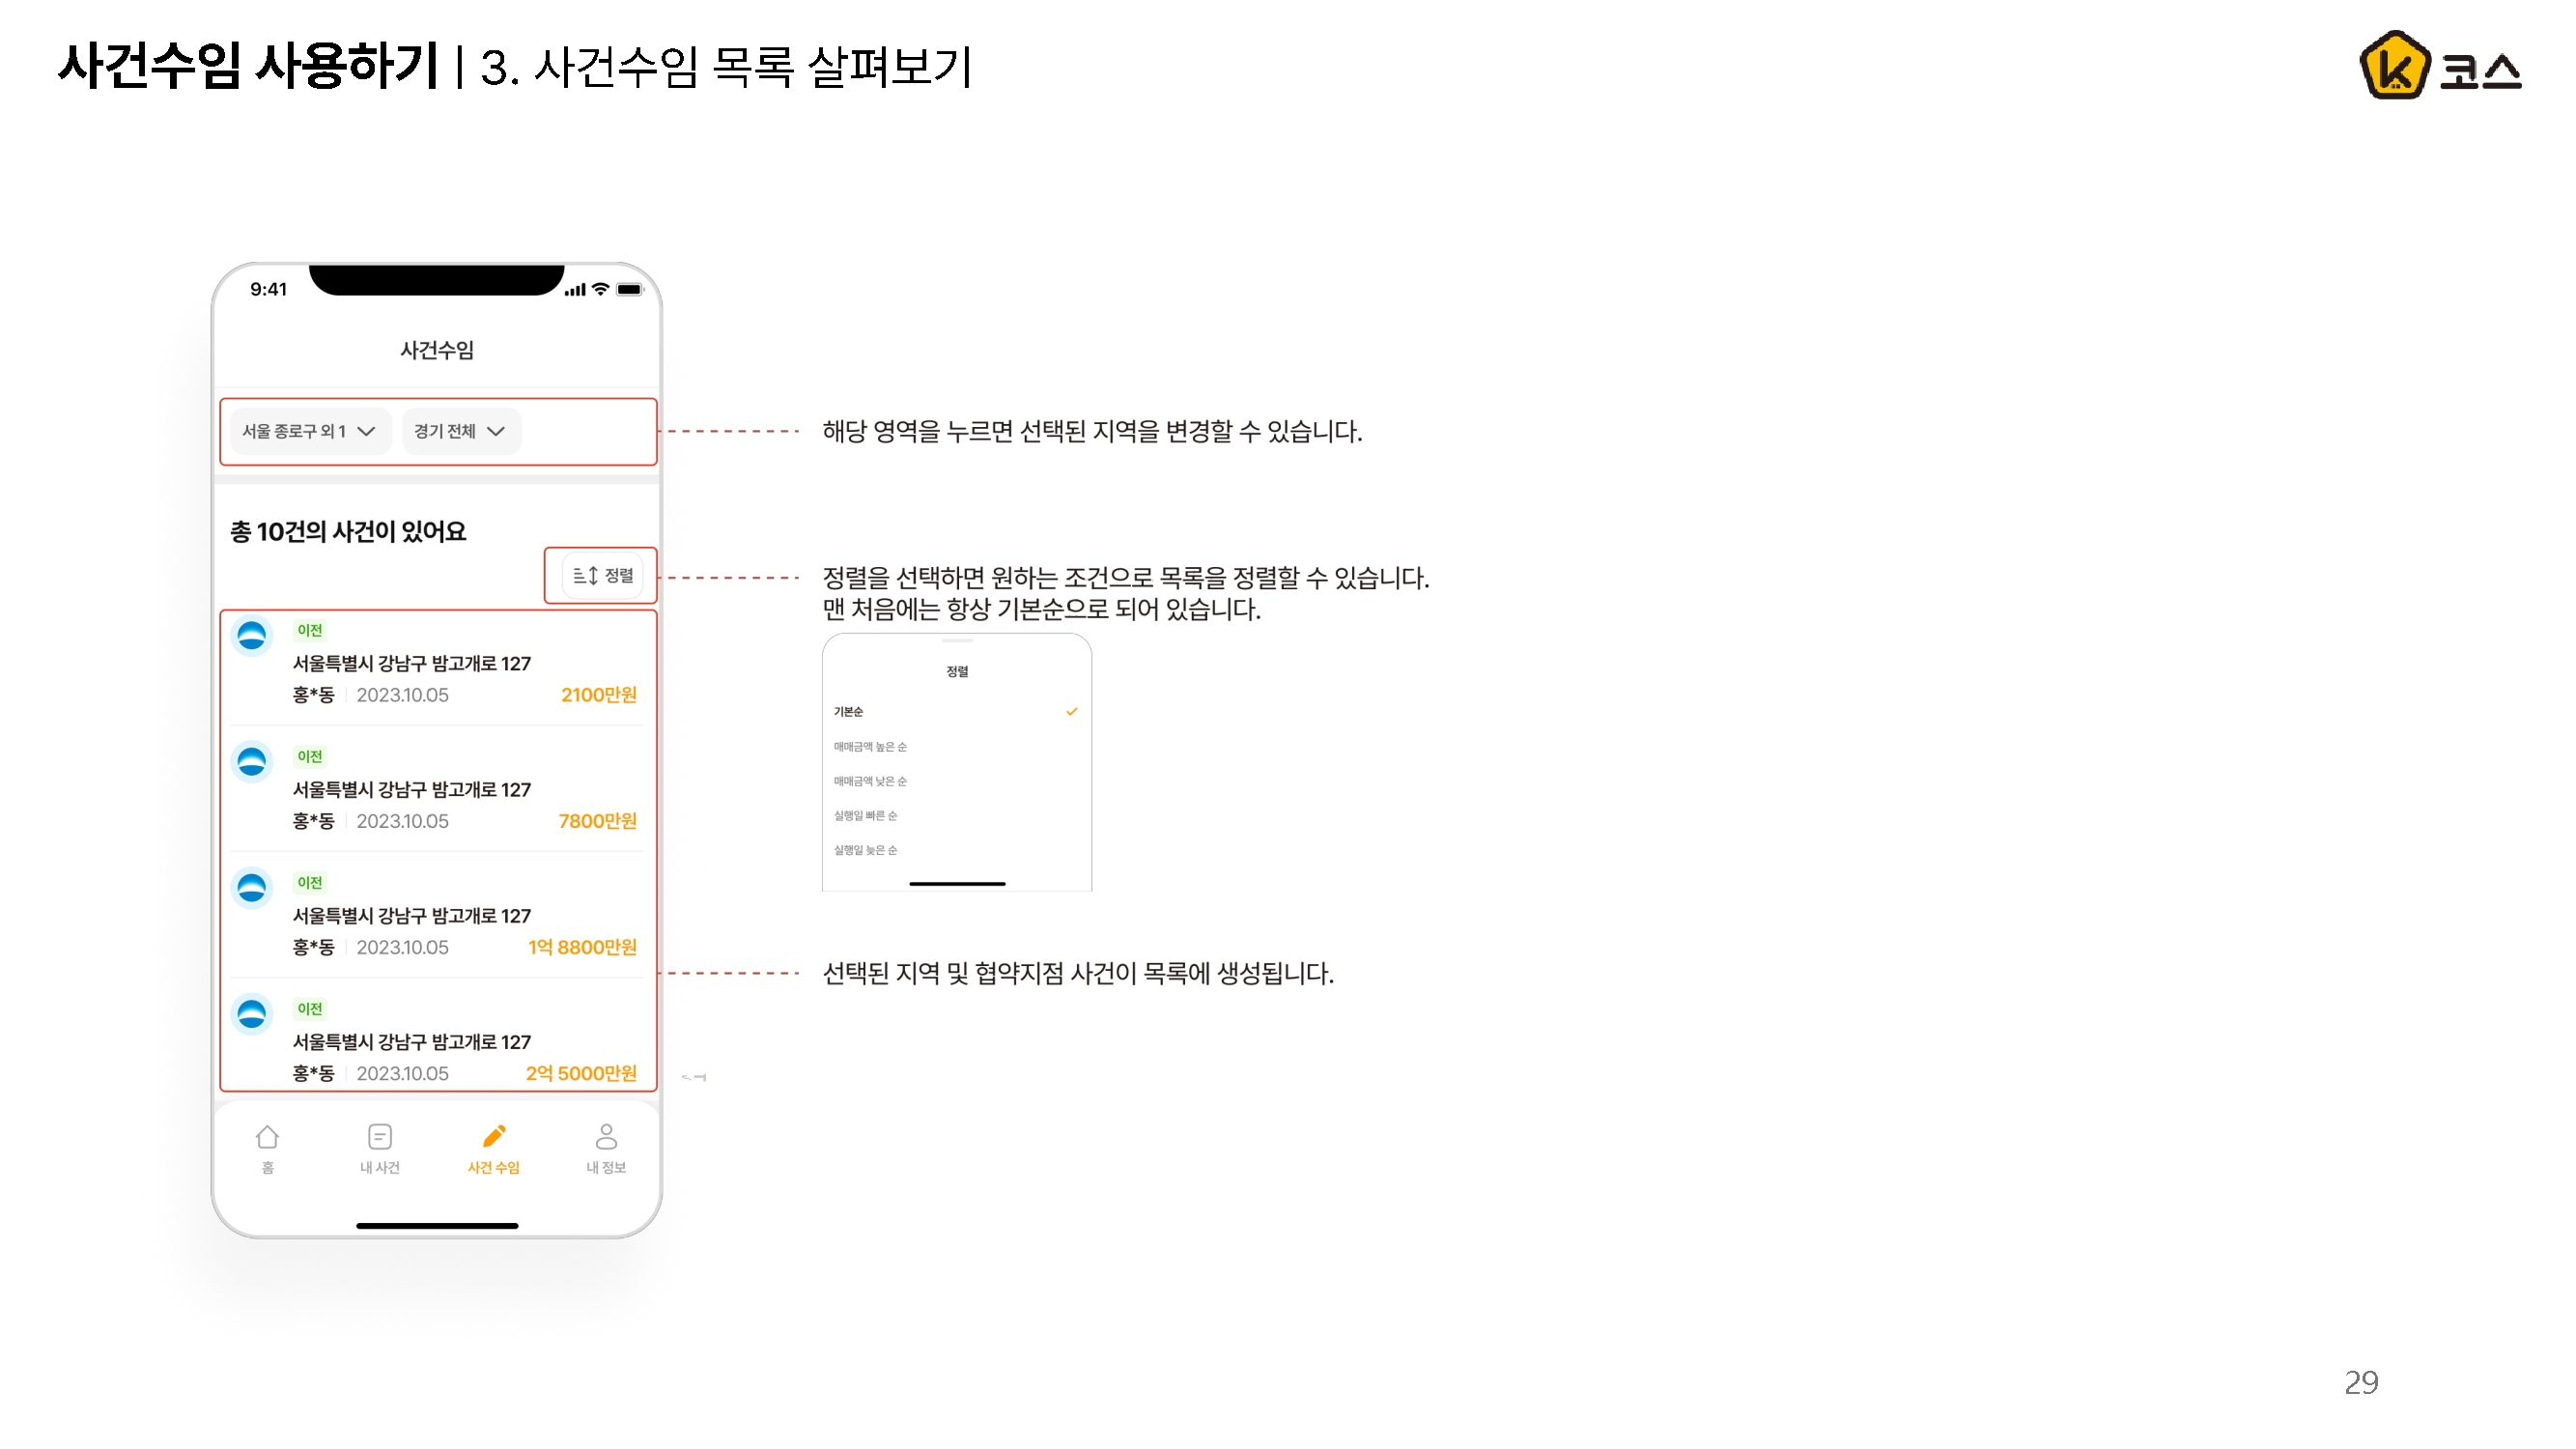 사건수임 사용하기 | 3. 사건수임 목록 살펴보기
k 코스
9:41
사건수임
서울 종로구 외 1
경기 전체
해당 영역을 누르면 선택된 지역을 변경할 수 있습니다.
총 10건의 사건이 있어요
정렬
정렬을 선택하면 원하는 조건으로 목록을 정렬할 수 있습니다.
맨 처음에는 항상 기본순으로 되어 있습니다.
정렬
기본순
매매금액 높은 순
매매금액 낮은 순
실행일 빠른 순
실행일 늦은 순
이전
서울특별시 강남구 밤고개로 127
홍*동 | 2023.10.05 2100만원
이전
서울특별시 강남구 밤고개로 127
홍*동 | 2023.10.05 7800만원
이전
서울특별시 강남구 밤고개로 127
홍*동 | 2023.10.05 1억 8800만원
선택된 지역 및 협약지점 사건이 목록에 생성됩니다.
이전
서울특별시 강남구 밤고개로 127
홍*동 | 2023.10.05 2억 5000만원
홈
내 사건
사건 수임
내 정보
29